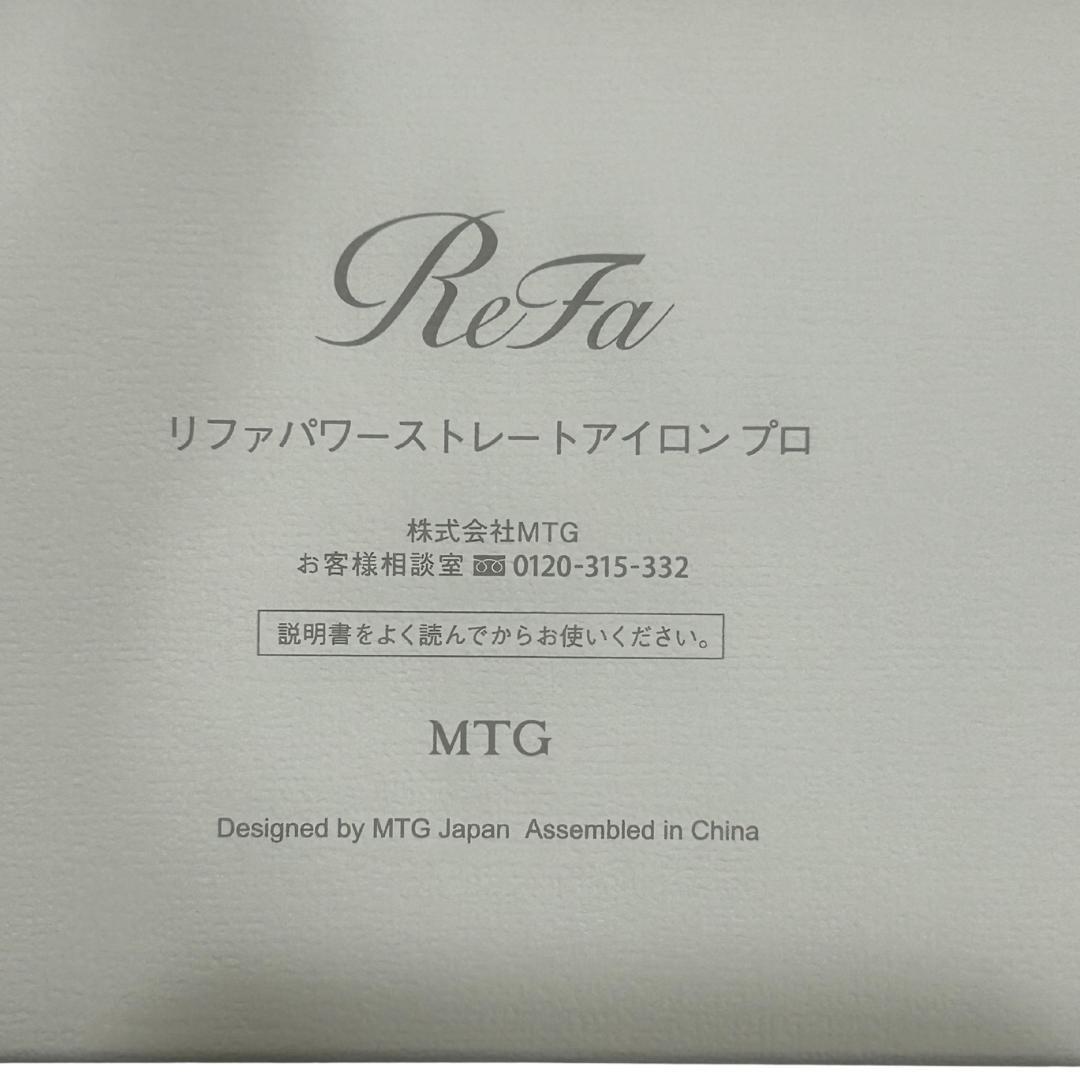 ReFa
リファパワーストレートアイロン プロ
株式会社MTG
お客様相談室 0120-315-332
説明書をよく読んでからお使いください。
MTG
Designed by MTG Japan Assembled in China